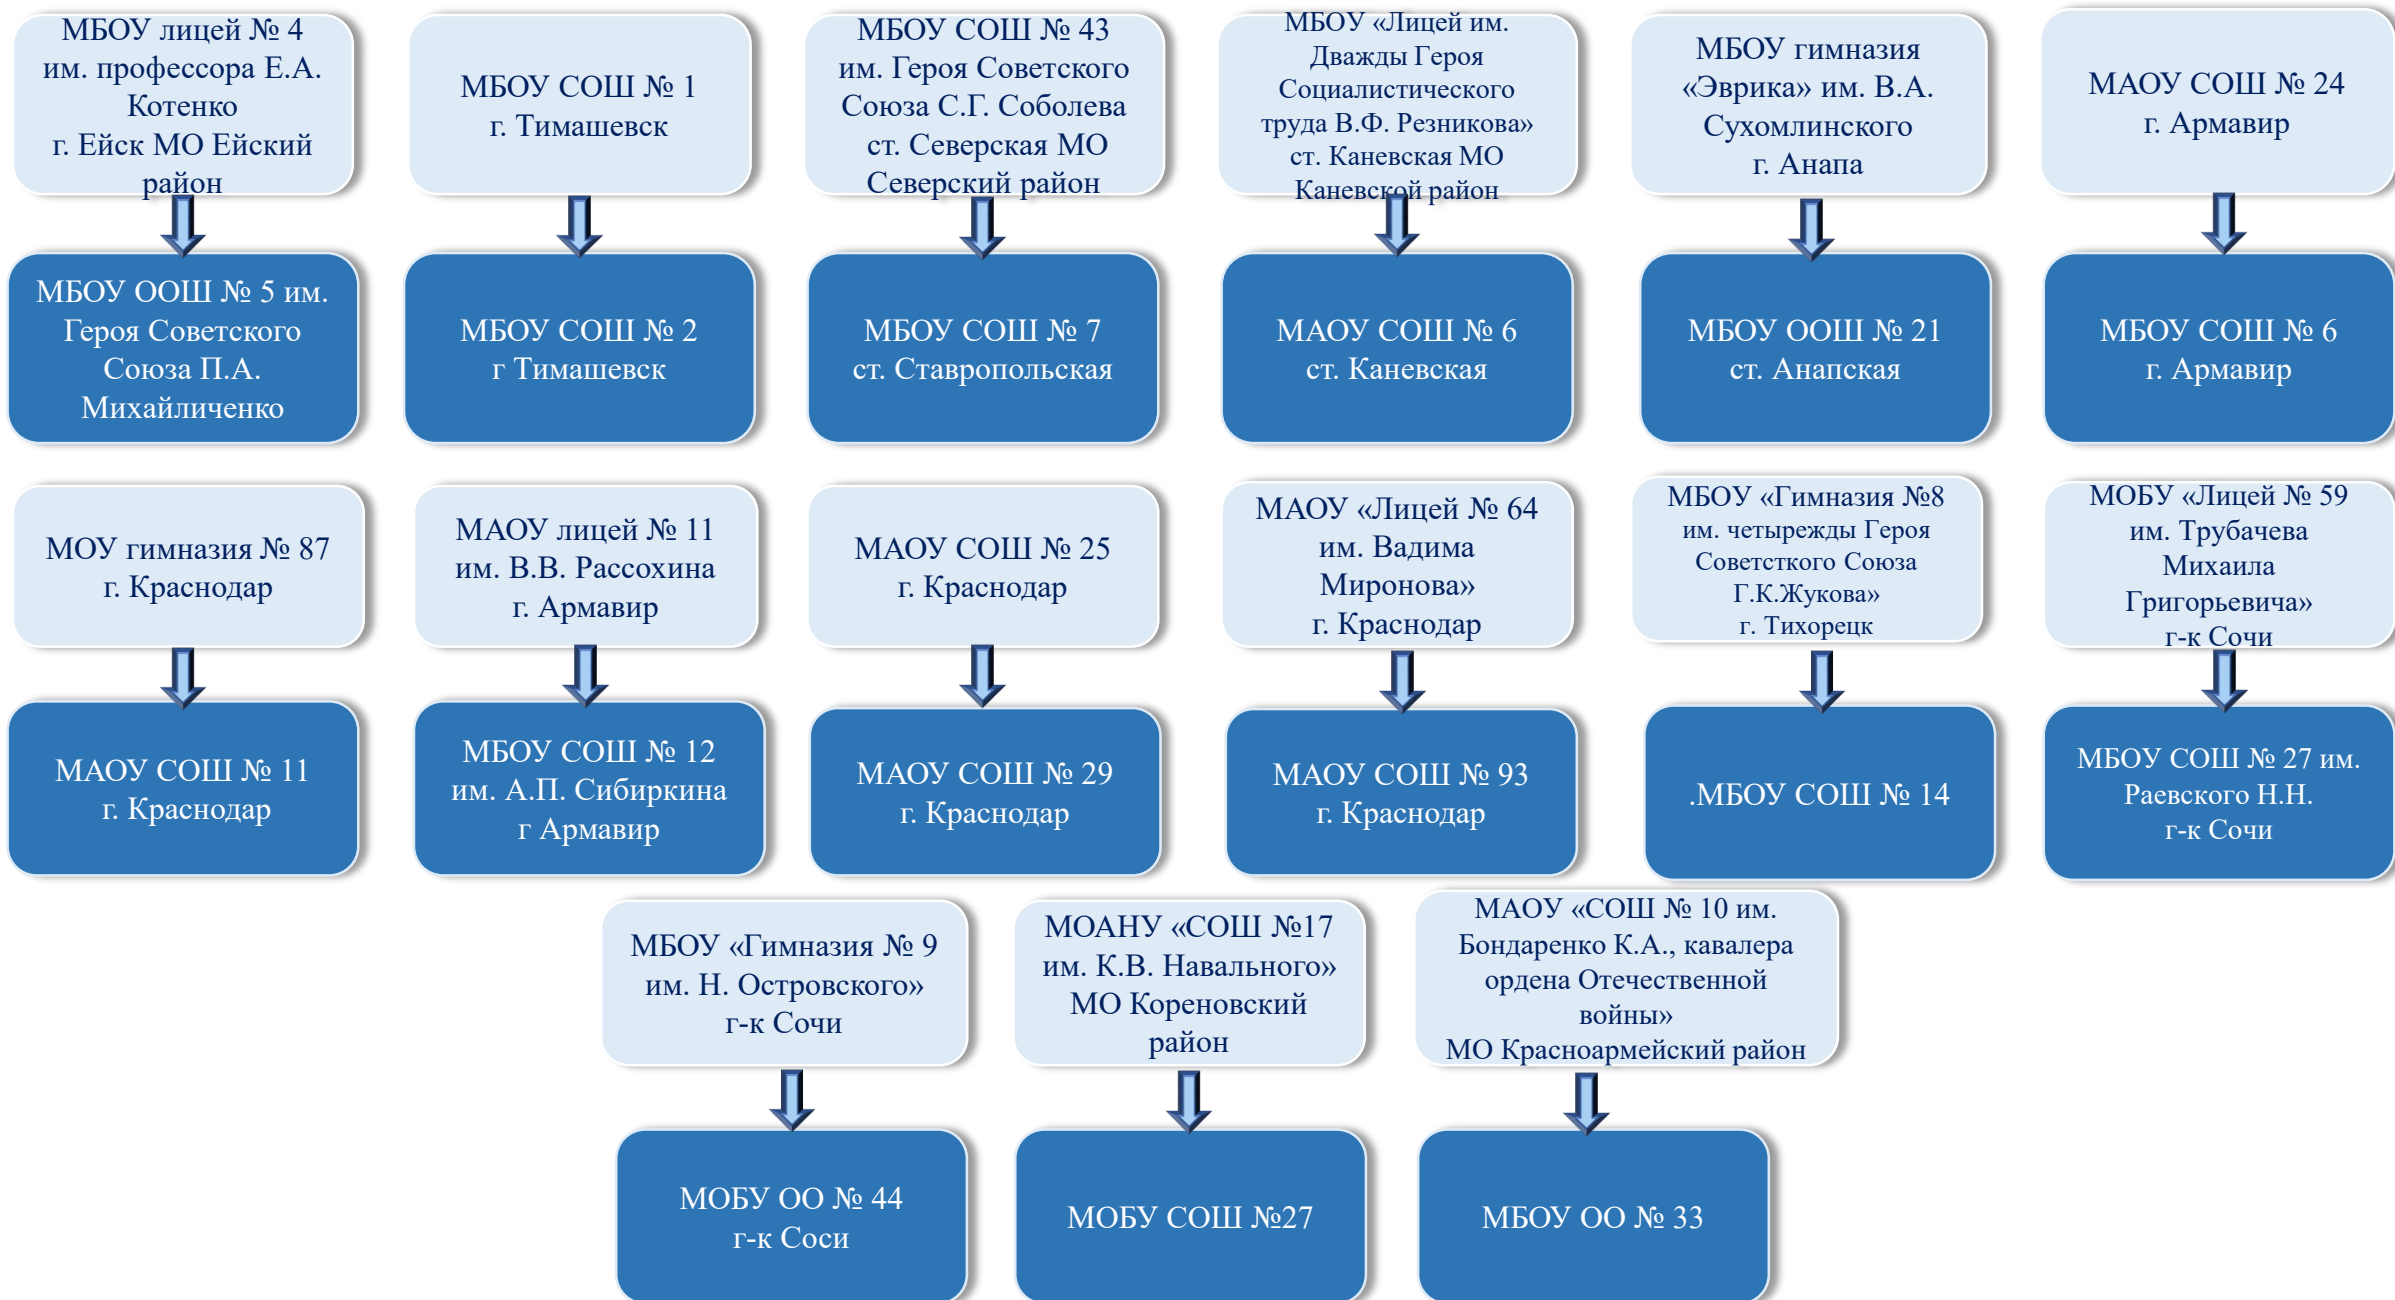 МБОУ лицей № 4
им. профессора Е.А.
Котенко
г. Ейск МО Ейский
район
МБОУ СОШ № 1
г. Тимашевск
МБОУ СОШ № 43
им. Героя Советского
Союза С.Г. Соболева
ст. Северская МО
Северский район
МБОУ «Лицей им.
Дважды Героя
Социалистического
труда В.Ф. Резникова»
ст. Каневская МО
Каневской район
МБОУ гимназия
«Эврика» им. В.А.
Сухомлинского
г. Анапа
МАОУ СОШ № 24
г. Армавир
МБОУ ООШ № 5 им.
Героя Советского
Союза П.А.
Михайличенко
МБОУ СОШ № 2
г Тимашевск
МБОУ СОШ № 7
ст. Ставропольская
МАОУ СОШ № 6
ст. Каневская
МБОУ ООШ № 21
ст. Анапская
МБОУ СОШ № 6
г. Армавир
МОУ гимназия № 87
г. Краснодар
МАОУ лицей № 11
им. В.В. Рассохина
г. Армавир
МАОУ СОШ № 25
г. Краснодар
МАОУ «Лицей № 64
им. Вадима
Миронова»
г. Краснодар
МБОУ «Гимназия №8
им. четырежды Героя
Советсткого Союза
Г.К.Жукова»
г. Тихорецк
МОБУ «Лицей № 59
им. Трубачева
Михаила
Григорьевича»
г-к Сочи
МАОУ СОШ № 11
г. Краснодар
МБОУ СОШ № 12
им. А.П. Сибиркина
г Армавир
МАОУ СОШ № 29
г. Краснодар
МАОУ СОШ № 93
г. Краснодар
.МБОУ СОШ № 14
МБОУ СОШ № 27 им.
Раевского Н.Н.
г-к Сочи
МБОУ «Гимназия № 9
им. Н. Островского»
г-к Сочи
МОАНУ «СОШ №17
им. К.В. Навального»
МО Кореновский
район
МАОУ «СОШ № 10 им.
Бондаренко К.А., кавалера
ордена Отечественной
войны»
МО Красноармейский район
МОБУ ОО № 44
г-к Соси
МОБУ СОШ №27
МБОУ ОО № 33